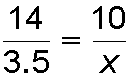 14/3.5 = 10/x